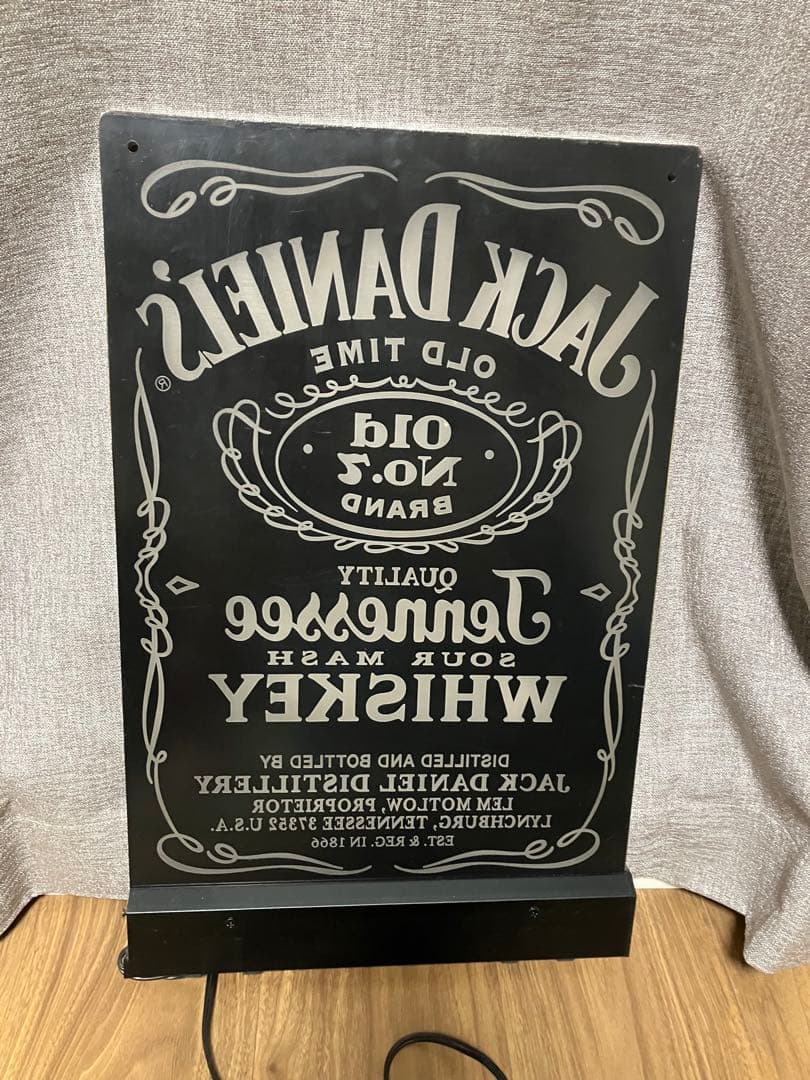 JACK DANIEL'S
®
OLD TIME
Old
No.7
BRAND
QUALITY
Tennessee
SOUR MASH
WHISKEY
DISTILLED AND BOTTLED BY
JACK DANIEL DISTILLERY
LEM MOTLOW, PROPRIETOR
LYNCHBURG, TENNESSEE 37352 U.S.A.
EST. & REG. IN 1866